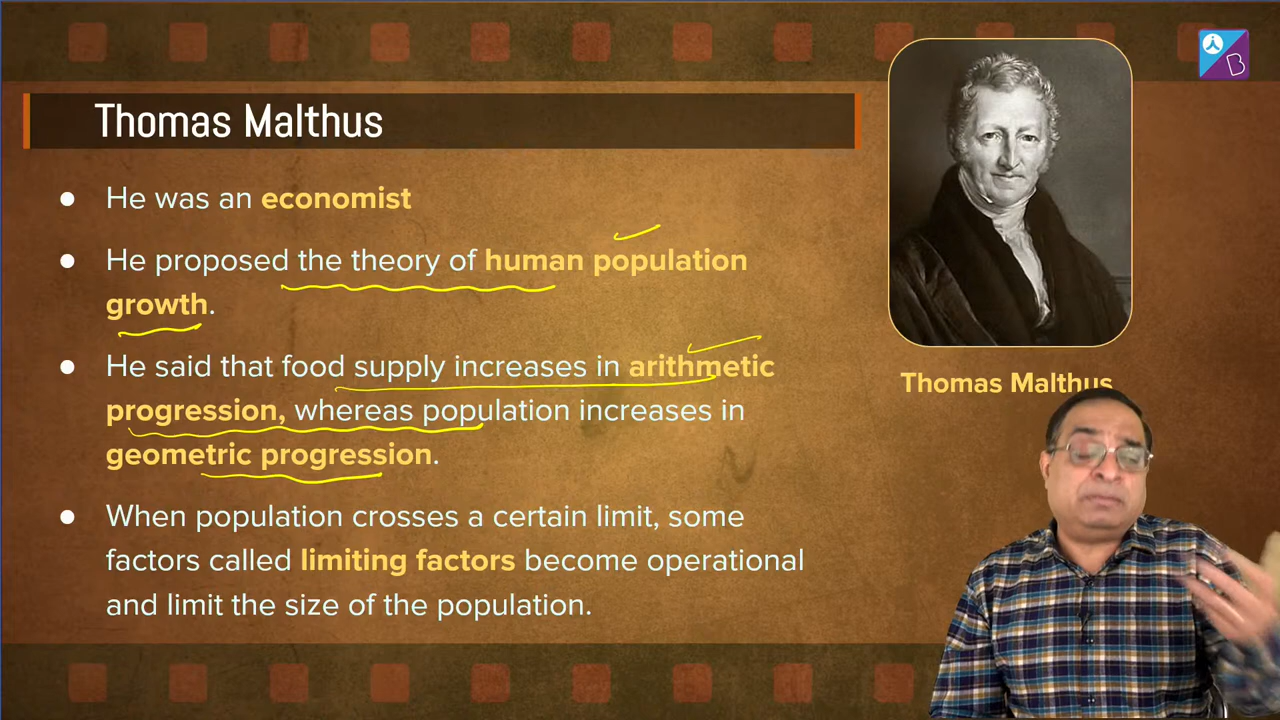 Thomas Malthus
● He was an economist
● He proposed the theory of human population
growth.
● He said that food supply increases in arithmetic
progression, whereas population increases in
geometric progression.
● When population crosses a certain limit, some
factors called limiting factors become operational
and limit the size of the population.
Thomas Malthus
B